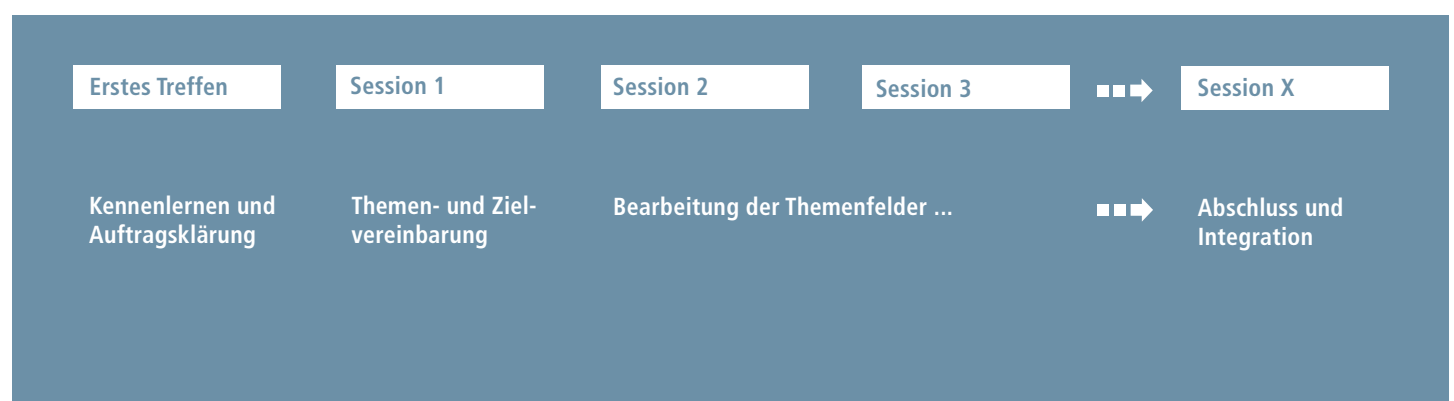 Erstes Treffen
Session 1
Session 2
Session 3
Session X
Kennenlernen und
Auftragsklärung
Themen- und Ziel-
vereinbarung
Bearbeitung der Themenfelder ...
Abschluss und
Integration